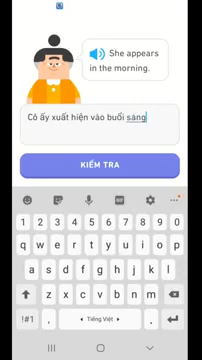 She appears
in the morning.
Cô ấy xuất hiện vào buổi sáng
KIỂM TRA
GIF
1 2 3 4 5 6 7 8 9 0
q w e r t y u i o p
a s d f g h j k l
z x c v b n m
!#1 , Tiếng Việt .